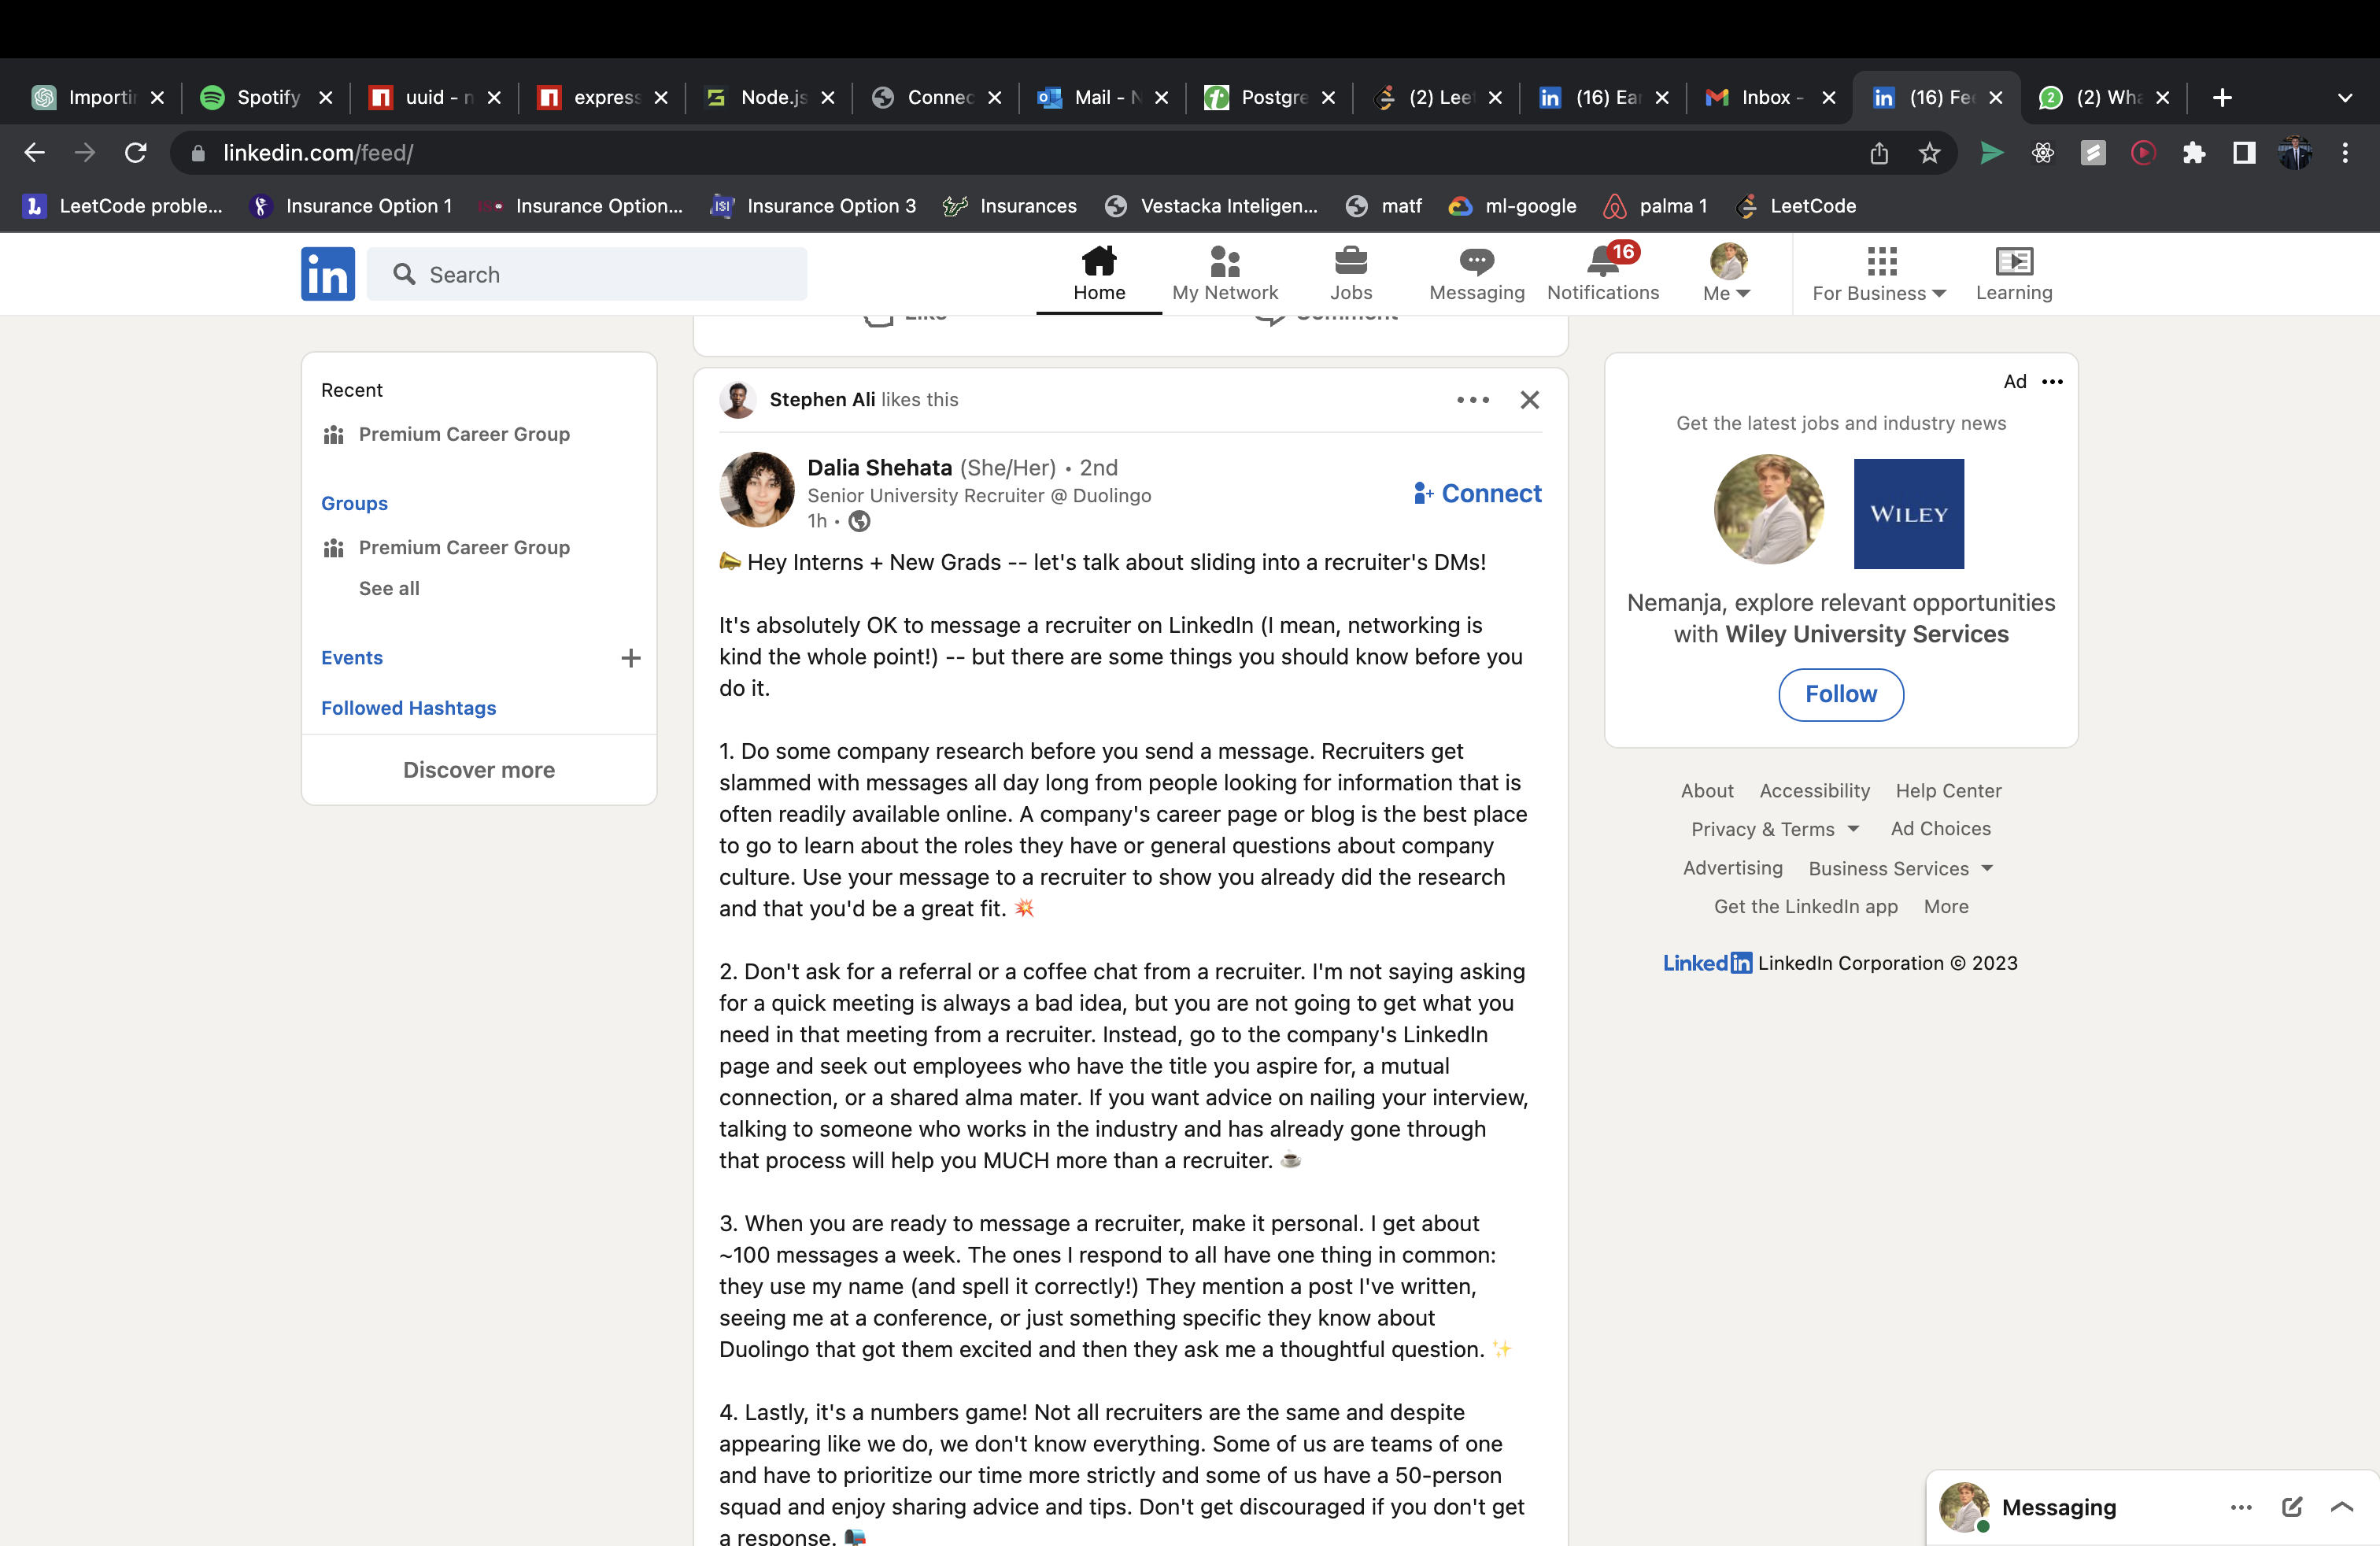 Importi
Spotify
uuid - n
express
Node.js
Connec
Mail - N
Postgre
(2) Leet
(16) Ear
Inbox -
(16) Fee
2
(2) Wha
linkedin.com/feed/
LeetCode proble...
Insurance Option 1
Insurance Option...
Insurance Option 3
Insurances
Vestacka Inteligen...
matf
ml-google
palma 1
LeetCode
in
Search
Home
My Network
Jobs
Messaging
16
Notifications
Me
For Business
Learning
Like
Comment
Recent
Premium Career Group
Groups
Premium Career Group
See all
Events
Followed Hashtags
Discover more
Stephen Ali likes this
Dalia Shehata (She/Her) • 2nd
Senior University Recruiter @ Duolingo
1h •
Connect
📣 Hey Interns + New Grads -- let's talk about sliding into a recruiter's DMs!
It's absolutely OK to message a recruiter on LinkedIn (I mean, networking is
kind the whole point!) -- but there are some things you should know before you
do it.
1. Do some company research before you send a message. Recruiters get
slammed with messages all day long from people looking for information that is
often readily available online. A company's career page or blog is the best place
to go to learn about the roles they have or general questions about company
culture. Use your message to a recruiter to show you already did the research
and that you'd be a great fit. 💥
2. Don't ask for a referral or a coffee chat from a recruiter. I'm not saying asking
for a quick meeting is always a bad idea, but you are not going to get what you
need in that meeting from a recruiter. Instead, go to the company's LinkedIn
page and seek out employees who have the title you aspire for, a mutual
connection, or a shared alma mater. If you want advice on nailing your interview,
talking to someone who works in the industry and has already gone through
that process will help you MUCH more than a recruiter. ☕
3. When you are ready to message a recruiter, make it personal. I get about
~100 messages a week. The ones I respond to all have one thing in common:
they use my name (and spell it correctly!) They mention a post I've written,
seeing me at a conference, or just something specific they know about
Duolingo that got them excited and then they ask me a thoughtful question. ✨
4. Lastly, it's a numbers game! Not all recruiters are the same and despite
appearing like we do, we don't know everything. Some of us are teams of one
and have to prioritize our time more strictly and some of us have a 50-person
squad and enjoy sharing advice and tips. Don't get discouraged if you don't get
a response. 📭
Ad
Get the latest jobs and industry news
WILEY
Nemanja, explore relevant opportunities
with Wiley University Services
Follow
About Accessibility Help Center
Privacy & Terms Ad Choices
Advertising Business Services
Get the LinkedIn app More
LinkedIn LinkedIn Corporation © 2023
Messaging